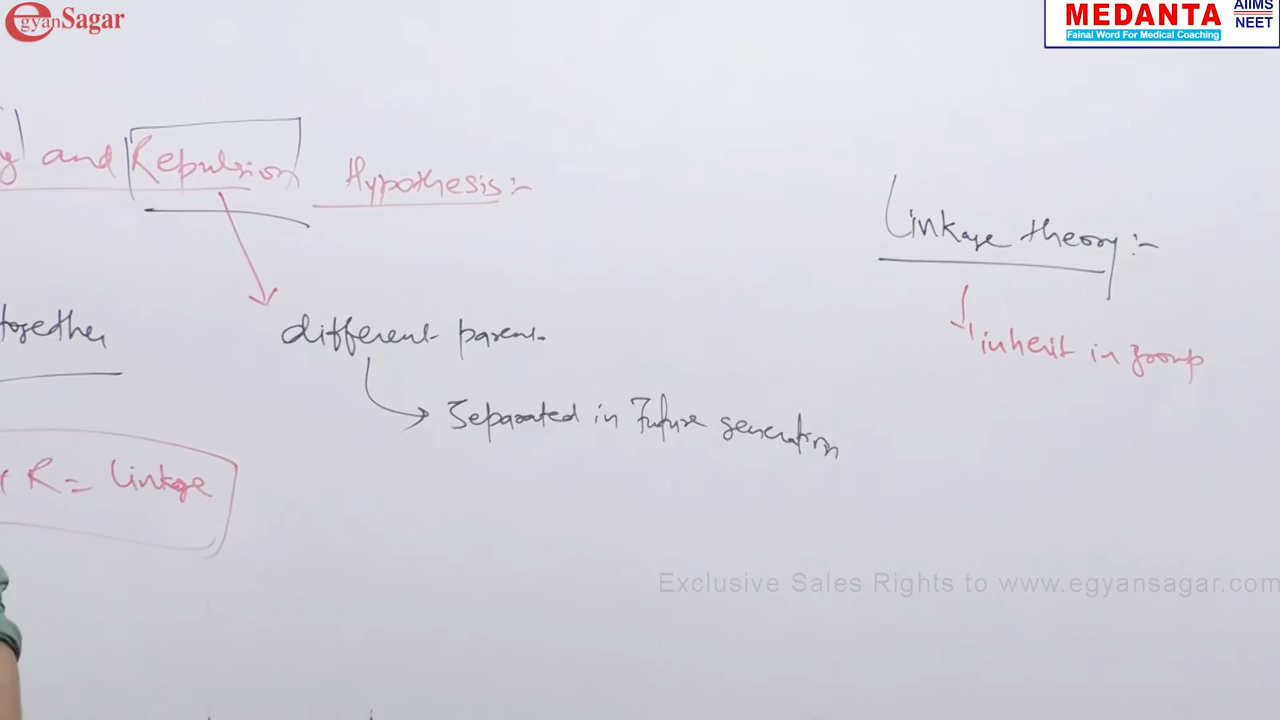 egyanSagar
MEDANTA
Fainal Word For Medical Coaching
AIIMS
NEET
and Repulsion Hypothesis:-
Linkage theory:-
together
different parent
inherit in group
Separated in Future generation
R = linkage
Exclusive Sales Rights to www.egyansagar.com